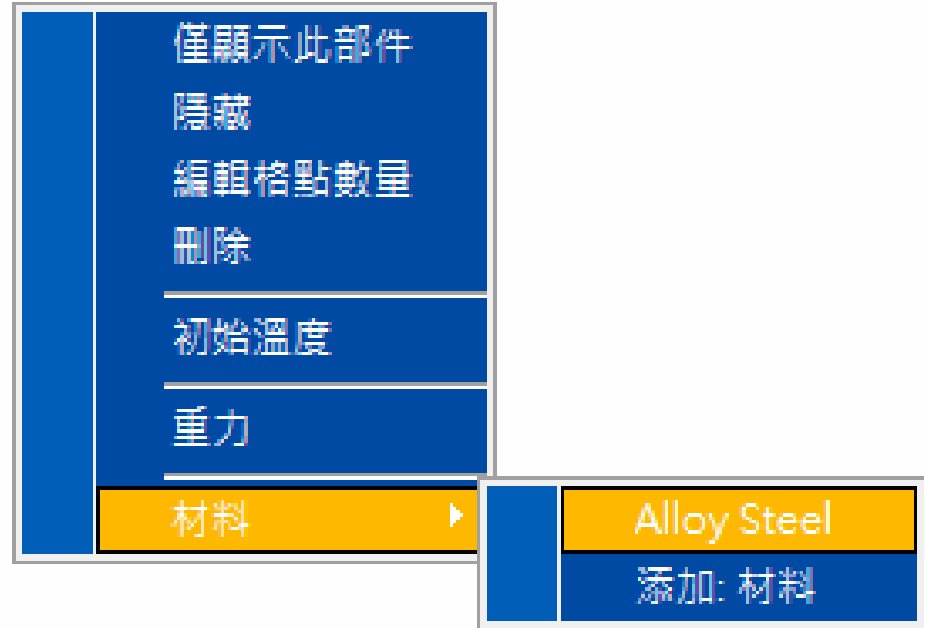 僅顯示此部件
隱藏
編輯格點數量
刪除
初始溫度
重力
材料
Alloy Steel
添加: 材料